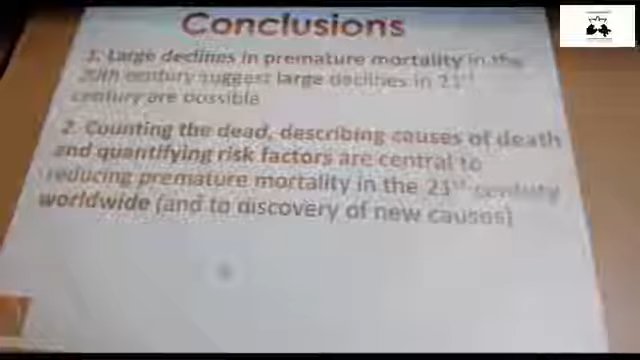 Conclusions
1. Large declines in premature mortality in the
20th century suggest large declines in 21st
century are possible
2. Counting the dead, describing causes of death
and quantifying risk factors are central to
reducing premature mortality in the 21st century
worldwide (and to discovery of new causes)